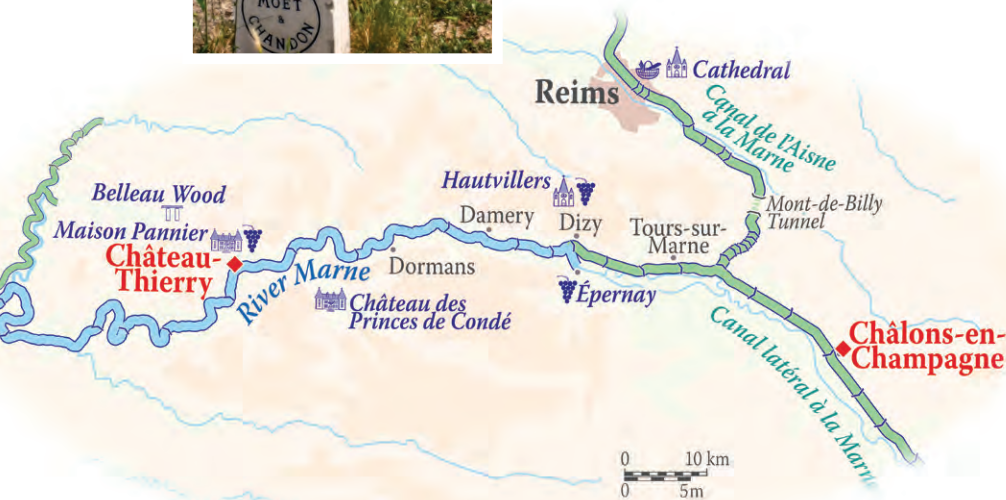 MOËT
&
CHANDON
Reims
Cathedral
Canal de l'Aisne
à la Marne
Mont-de-Billy
Tunnel
Belleau Wood
Maison Pannier
Château-
Thierry
River Marne
Château des
Princes de Condé
Dormans
Damery
Hautvillers
Dizy
Épernay
Tours-sur-
Marne
Canal latéral à la Marne
Châlons-en-
Champagne
0 10 km
0 5m